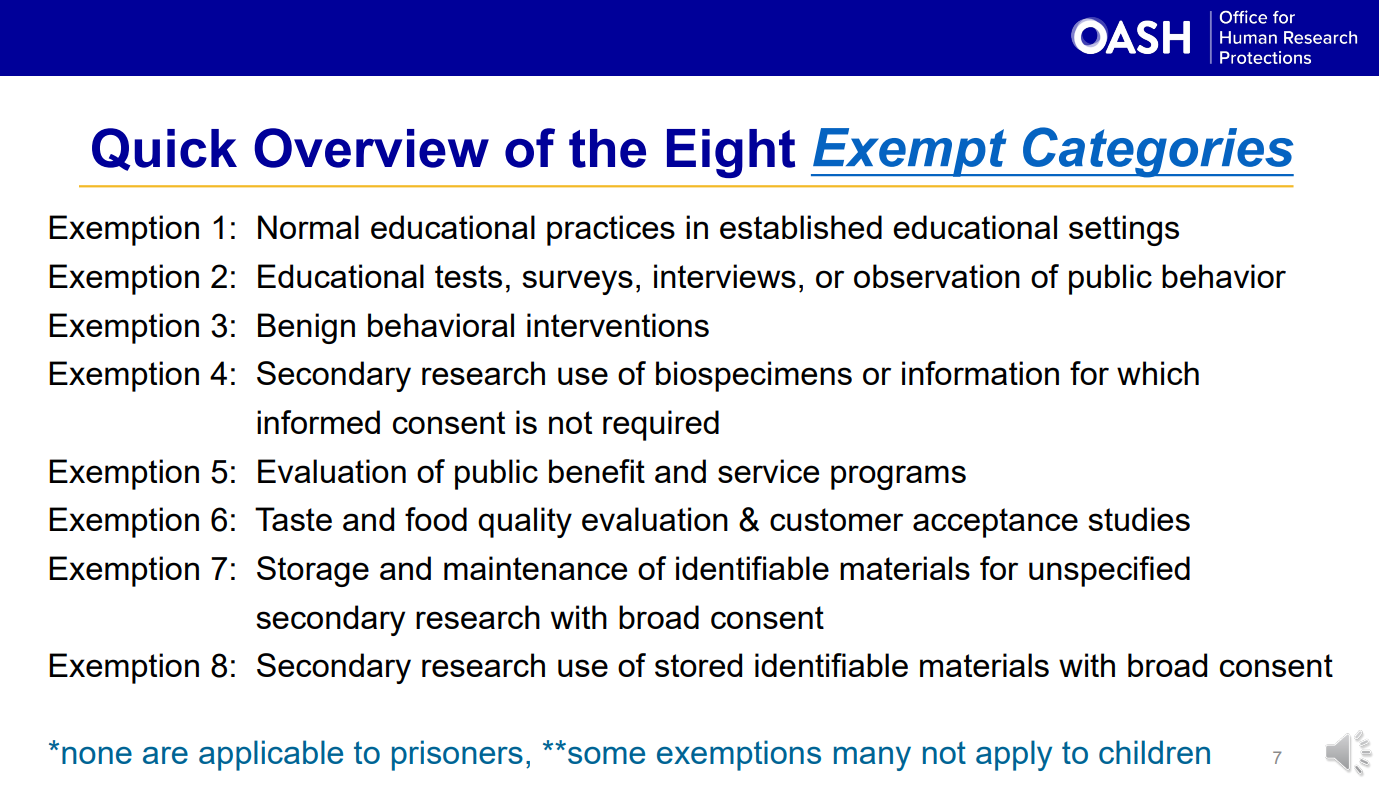 OASH
Office for
Human Research
Protections
Quick Overview of the Eight Exempt Categories
Exemption 1: Normal educational practices in established educational settings
Exemption 2: Educational tests, surveys, interviews, or observation of public behavior
Exemption 3: Benign behavioral interventions
Exemption 4: Secondary research use of biospecimens or information for which
informed consent is not required
Exemption 5: Evaluation of public benefit and service programs
Exemption 6: Taste and food quality evaluation & customer acceptance studies
Exemption 7: Storage and maintenance of identifiable materials for unspecified
secondary research with broad consent
Exemption 8: Secondary research use of stored identifiable materials with broad consent
*none are applicable to prisoners, **some exemptions many not apply to children
7